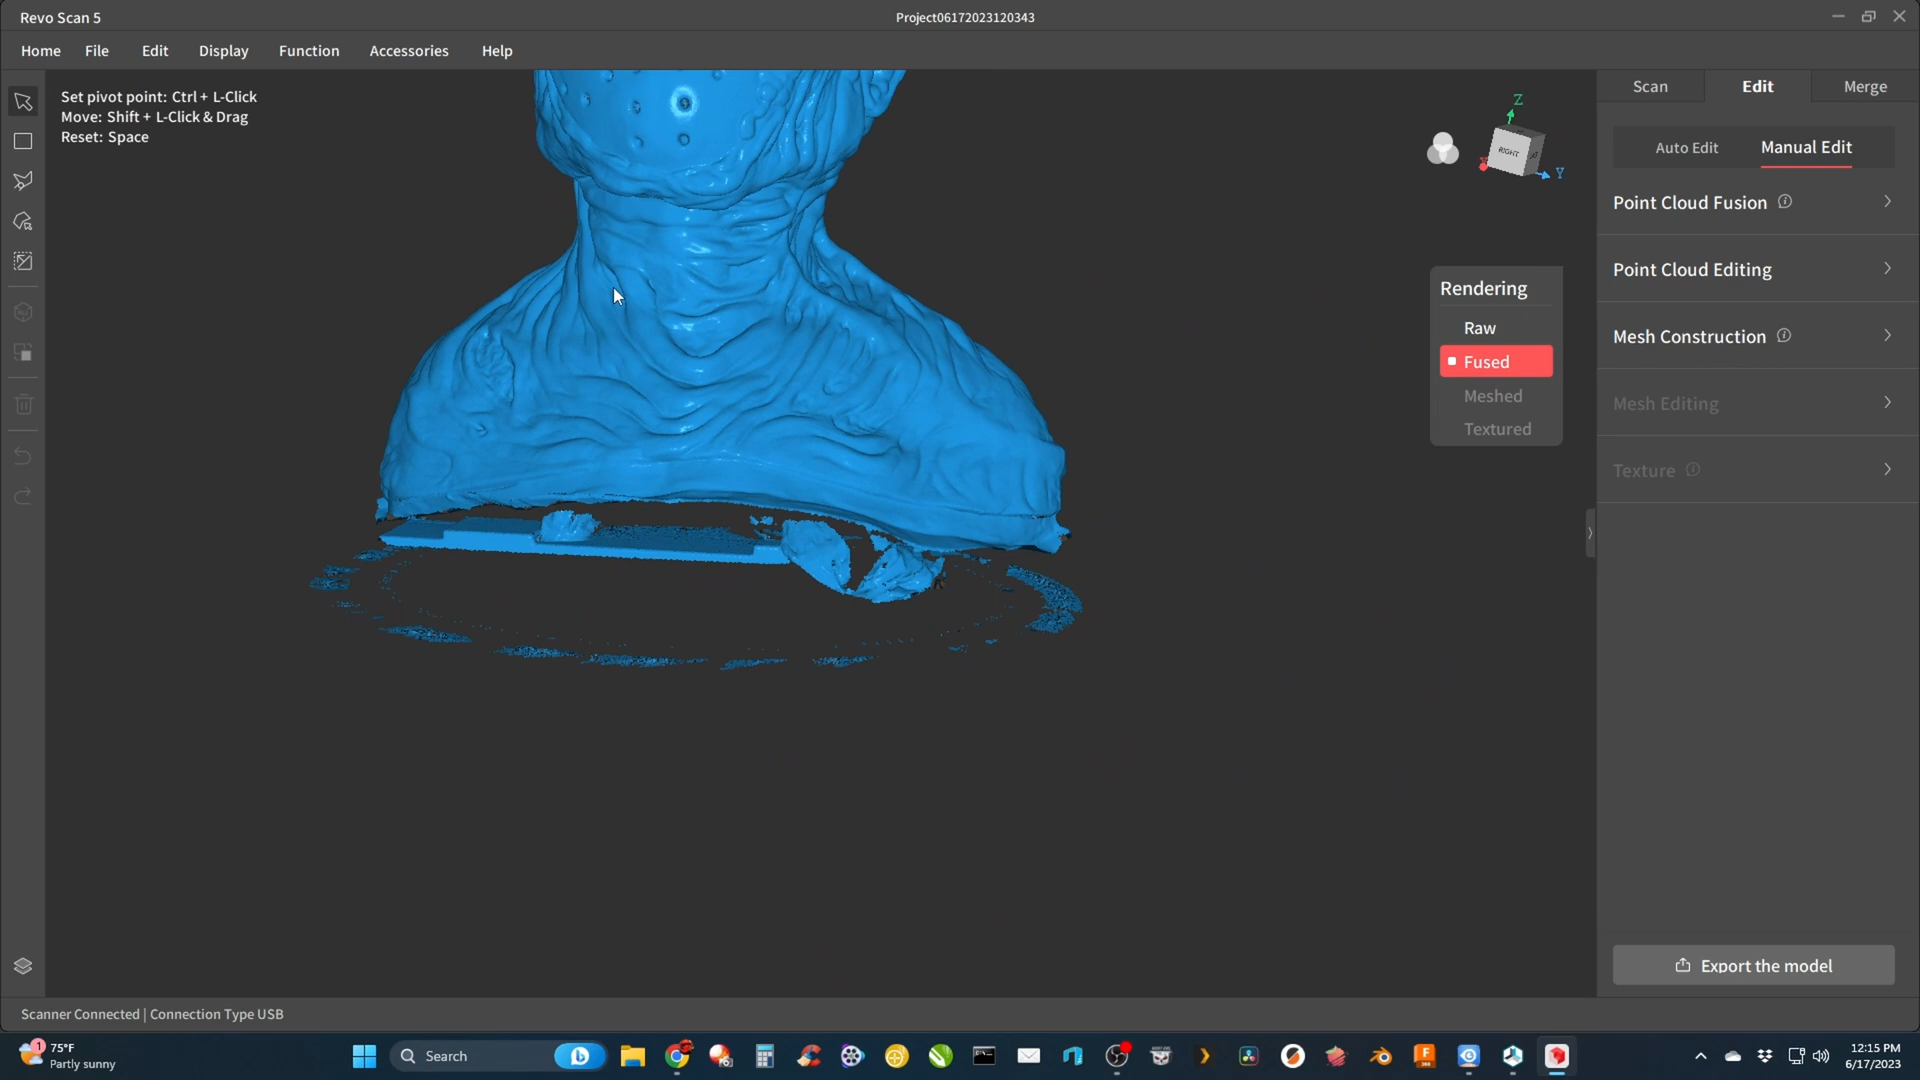 Revo Scan 5
Project06172023120343
Home File Edit Display Function Accessories Help
Set pivot point: Ctrl + L-Click
Move: Shift + L-Click & Drag
Reset: Space
Z
RIGHT
Y
Scan Edit Merge
Auto Edit Manual Edit
Point Cloud Fusion
Point Cloud Editing
Mesh Construction
Mesh Editing
Texture
Rendering
Raw
Fused
Meshed
Textured
Export the model
Scanner Connected | Connection Type USB
1
75°F
Partly sunny
Search
12:15 PM
6/17/2023